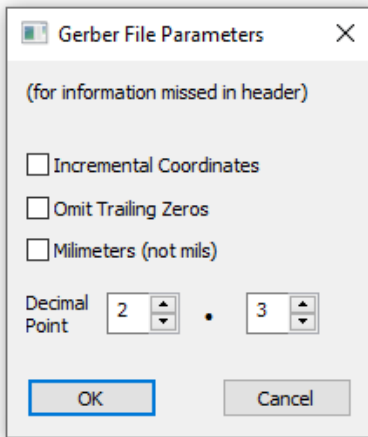 Gerber File Parameters
(for information missed in header)
Incremental Coordinates
Omit Trailing Zeros
Milimeters (not mils)
Decimal
Point
2 . 3
OK Cancel